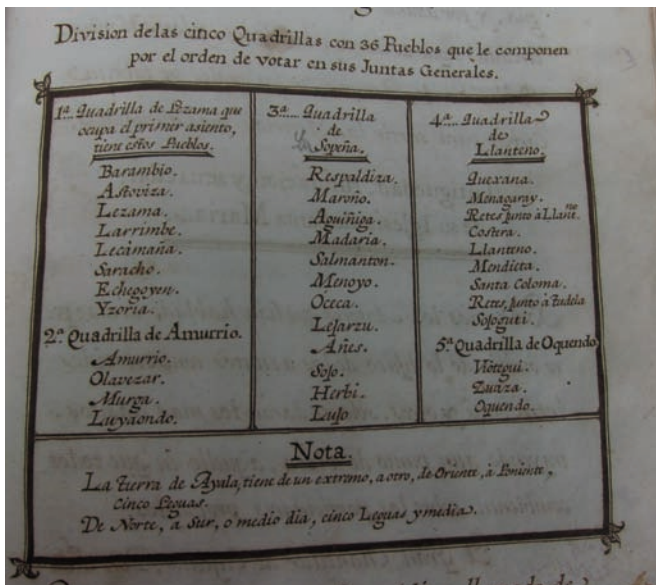 Division de las cinco Quadrillas con 36 Pueblos que le componen
por el orden de votar en sus Juntas Generales.
1ª Quadrilla de Lezama que
ocupa el primer asiento,
tiene estos Pueblos.
Barambio.
Astoviza.
Lezama.
Larrimbe.
Lecámaña.
Saracho.
Echegoyen.
Yzoria.
2ª Quadrilla de Amurrio.
Amurrio.
Olavezar.
Murga.
Luyaondo.
3ª Quadrilla
de
la Sopeña.
Respaldiza.
Maroño.
Aguiñiga.
Madaria.
Salmanton.
Menoyo.
Oceca.
Lejarzu.
Añes.
Sojo.
Herbi.
Lujo.
4ª Quadrilla
de
Llanteno.
Quexana.
Menagaray.
Retes junto à Llanᵗᵉⁿᵒ
Costera.
Llanteno.
Mendieta.
Santa Coloma.
Retes, junto à Tudela
Sojoguti.
5ª Quadrilla de Oquendo
Viotegui.
Zuaza.
Oquendo.
Nota.
La tierra de Ayala, tiene de un extremo, a otro, de Oriente, à Poniente,
cinco Leguas.
De Norte, a Sur, o medio dia, cinco Leguas y media.